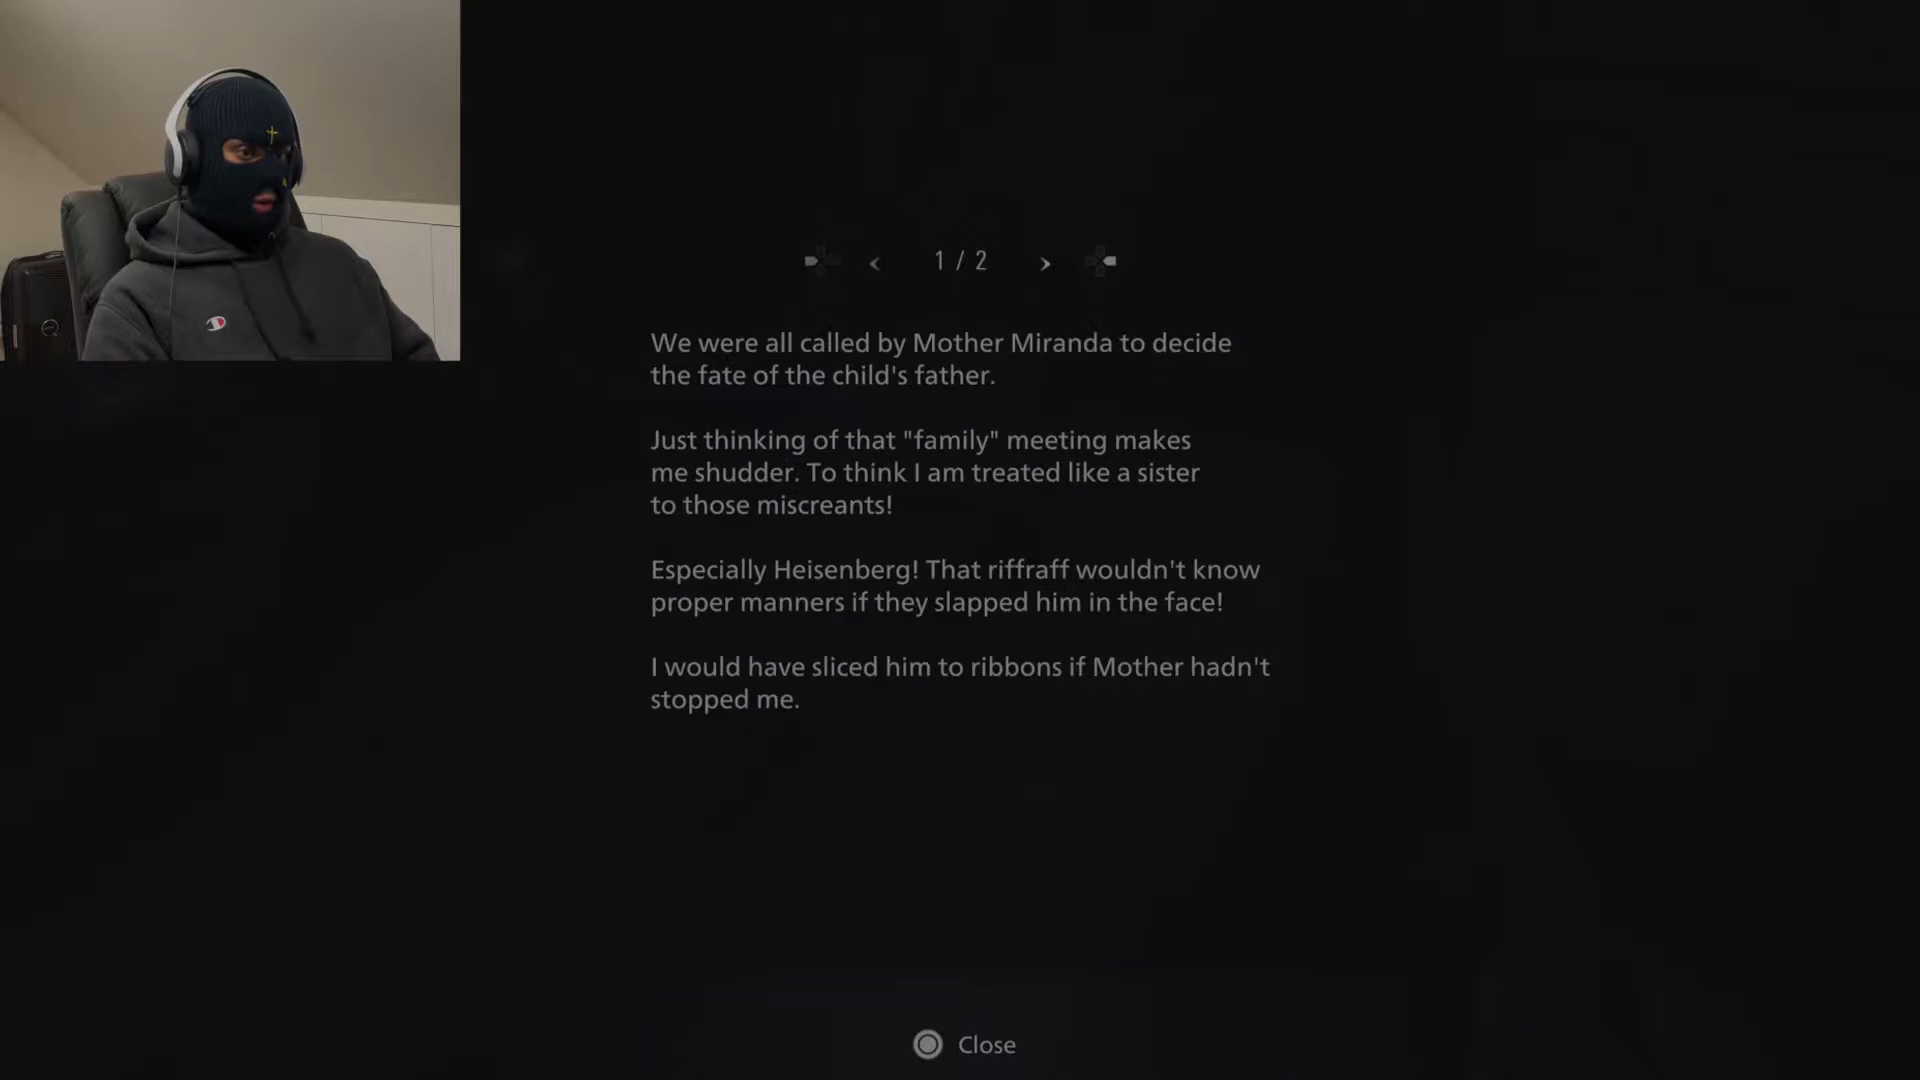 1 / 2
We were all called by Mother Miranda to decide
the fate of the child's father.
Just thinking of that "family" meeting makes
me shudder. To think I am treated like a sister
to those miscreants!
Especially Heisenberg! That riffraff wouldn't know
proper manners if they slapped him in the face!
I would have sliced him to ribbons if Mother hadn't
stopped me.
Close